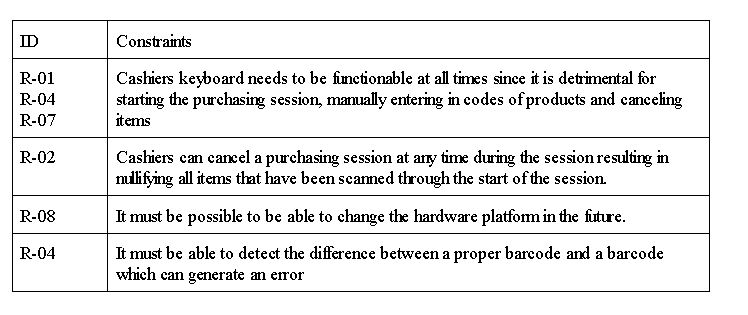 ID Constraints
R-01 Cashiers keyboard needs to be functionable at all times since it is detrimental for
R-04 starting the purchasing session, manually entering in codes of products and canceling
R-07 items
R-02 Cashiers can cancel a purchasing session at any time during the session resulting in
nullifying all items that have been scanned through the start of the session.
R-08 It must be possible to be able to change the hardware platform in the future.
R-04 It must be able to detect the difference between a proper barcode and a barcode
which can generate an error